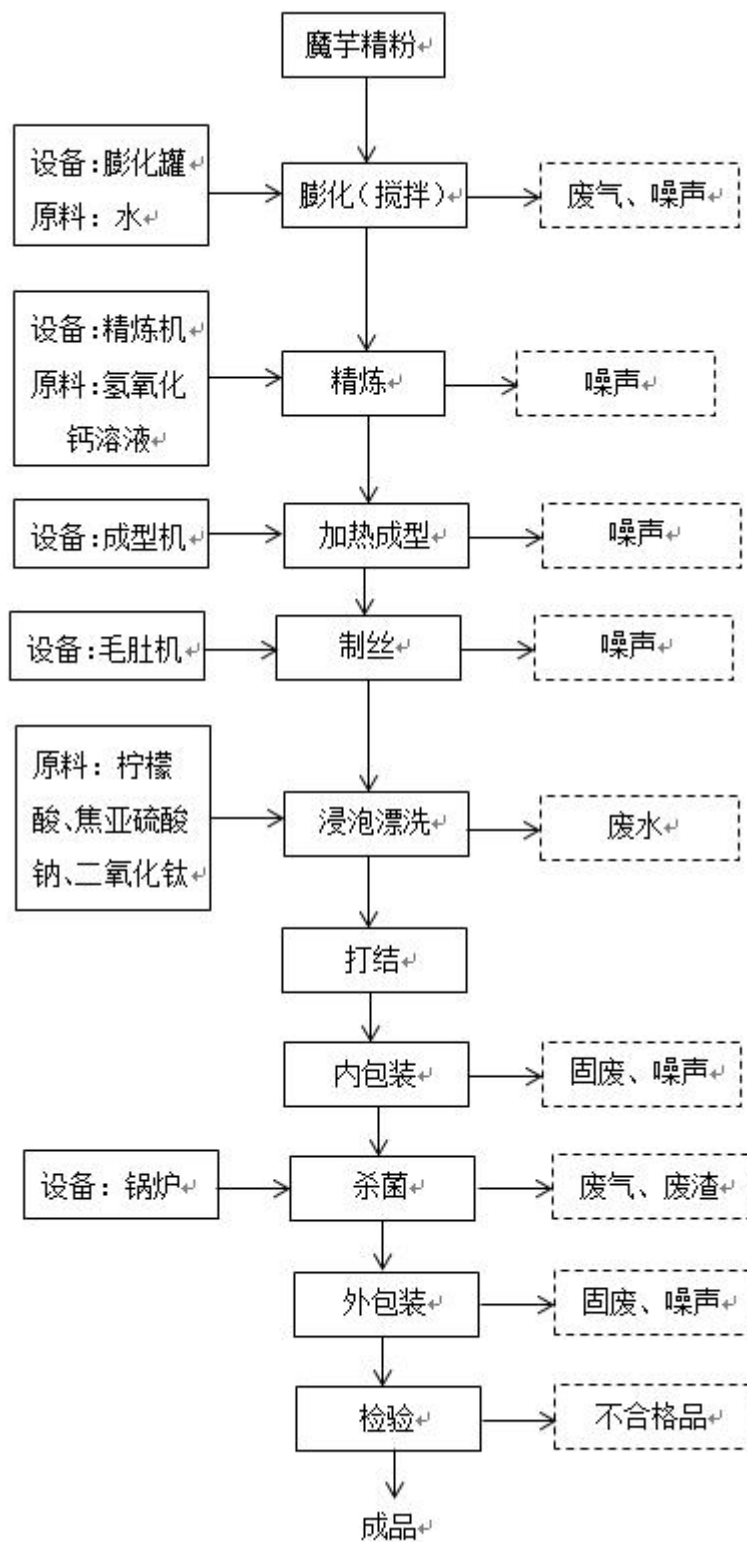 魔芋精粉
设备:膨化罐
原料：水
膨化（搅拌）
废气、噪声
设备:精炼机
原料:氢氧化
钙溶液
精炼
噪声
设备:成型机
加热成型
噪声
设备:毛肚机
制丝
噪声
原料：柠檬
酸、焦亚硫酸
钠、二氧化钛
浸泡漂洗
废水
打结
内包装
固废、噪声
设备：锅炉
杀菌
废气、废渣
外包装
固废、噪声
检验
不合格品
成品